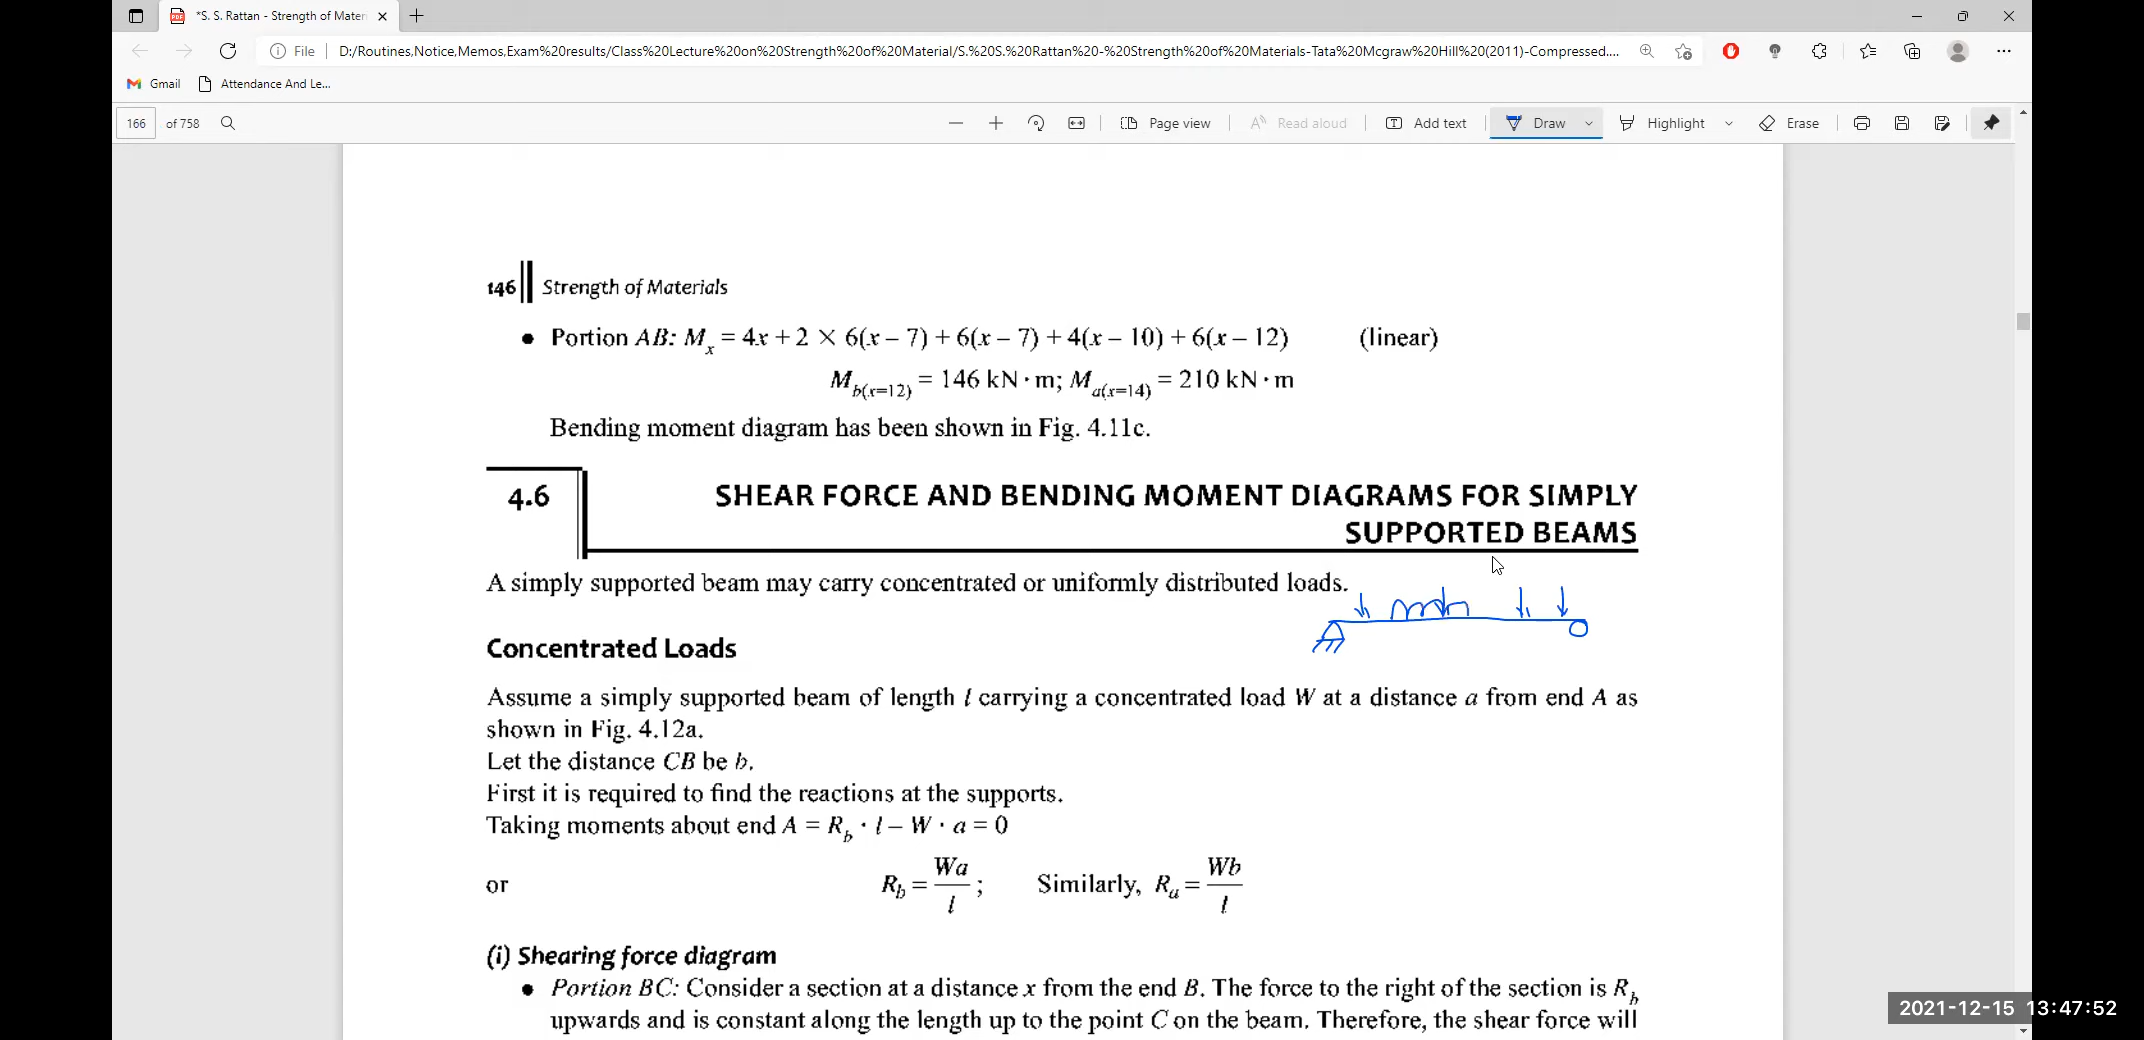 *S. S. Rattan - Strength of Mater
File D:/Routines,Notice,Memos,Exam%20results/Class%20Lecture%20on%20Strength%20of%20Material/S.%20S.%20Rattan%20-%20Strength%20of%20Materials-Tata%20Mcgraw%20Hill%20(2011)-Compressed....
Gmail Attendance And Le...
166 of 758 Page view Read aloud Add text Draw Highlight Erase
146 Strength of Materials
• Portion AB: Mx = 4x + 2 × 6(x – 7) + 6(x – 7) + 4(x – 10) + 6(x – 12) (linear)
Mb(x=12) = 146 kN · m; Ma(x=14) = 210 kN · m
Bending moment diagram has been shown in Fig. 4.11c.
4.6 SHEAR FORCE AND BENDING MOMENT DIAGRAMS FOR SIMPLY
SUPPORTED BEAMS
A simply supported beam may carry concentrated or uniformly distributed loads.
Concentrated Loads
Assume a simply supported beam of length l carrying a concentrated load W at a distance a from end A as
shown in Fig. 4.12a.
Let the distance CB be b.
First it is required to find the reactions at the supports.
Taking moments about end A = Rb · l – W · a = 0
or Rb = Wa/l ; Similarly, Ra = Wb/l
(i) Shearing force diagram
• Portion BC: Consider a section at a distance x from the end B. The force to the right of the section is Rb
upwards and is constant along the length up to the point C on the beam. Therefore, the shear force will
2021-12-15 13:47:52